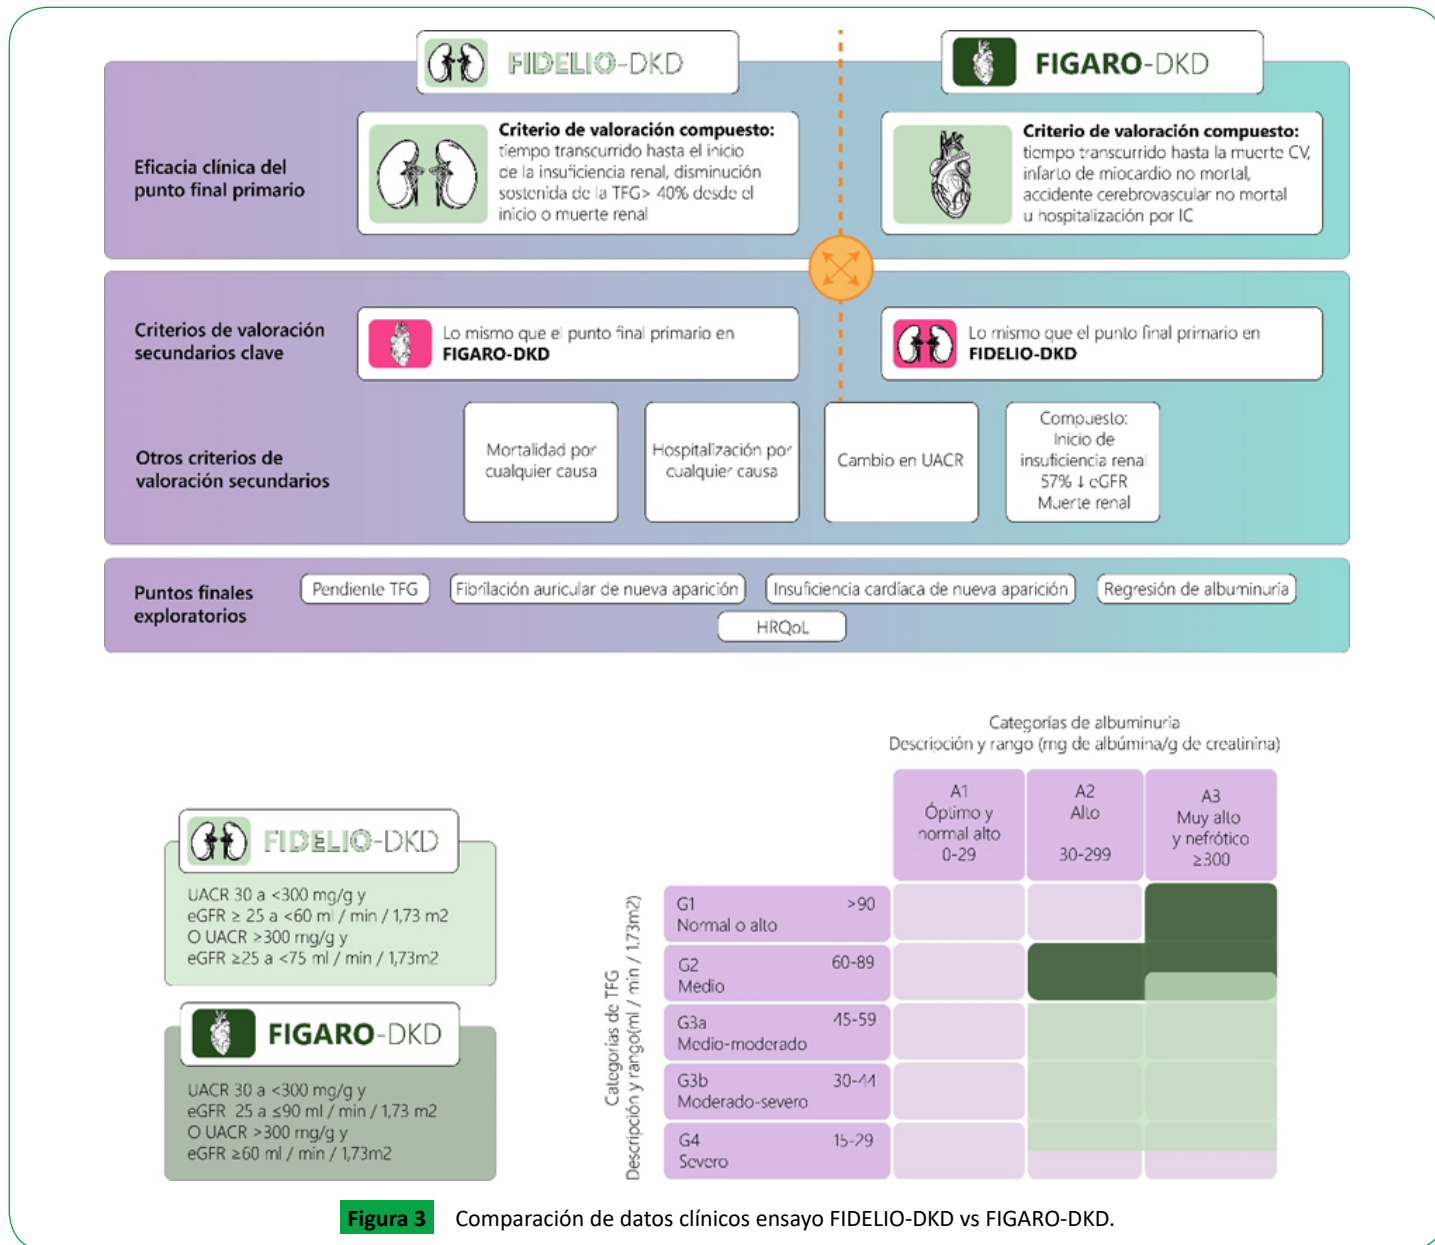 FIDELIO-DKD
FIGARO-DKD
Eficacia clínica del
punto final primario
Criterio de valoración compuesto:
tiempo transcurrido hasta el inicio
de la insuficiencia renal, disminución
sostenida de la TFG> 40% desde el
inicio o muerte renal
Criterio de valoración compuesto:
tiempo transcurrido hasta la muerte CV,
infarto de miocardio no mortal,
accidente cerebrovascular no mortal
u hospitalización por IC
Criterios de valoración
secundarios clave
Lo mismo que el punto final primario en
FIGARO-DKD
Lo mismo que el punto final primario en
FIDELIO-DKD
Otros criterios de
valoración secundarios
Mortalidad por
cualquier causa
Hospitalización por
cualquier causa
Cambio en UACR
Compuesto:
Inicio de
insuficiencia renal
57% ↓ eGFR
Muerte renal
Puntos finales
exploratorios
Pendiente TFG
Fibrilación auricular de nueva aparición
Insuficiencia cardíaca de nueva aparición
Regresión de albuminuria
HRQoL
FIDELIO-DKD
UACR 30 a <300 mg/g y
eGFR ≥ 25 a <60 ml / min / 1,73 m2
O UACR ≥300 mg/g y
eGFR ≥25 a <75 ml / min / 1,73m2
FIGARO-DKD
UACR 30 a <300 mg/g y
eGFR 25 a ≤90 ml / min / 1,73 m2
O UACR >300 mg/g y
eGFR ≥60 ml / min / 1,73m2
Categorías de albuminuria
Descripción y rango (mg de albúmina/g de creatinina)
A1
Óptimo y
normal alto
0-29
A2
Alto
30-299
A3
Muy alto
y nefrótico
≥300
Categorías de TFG
Descripción y rango(ml / min / 1.73m2)
G1 >90
Normal o alto
G2 60-89
Medio
G3a 45-59
Medio-moderado
G3b 30-44
Moderado-severo
G4 15-29
Severo
Figura 3 Comparación de datos clínicos ensayo FIDELIO-DKD vs FIGARO-DKD.